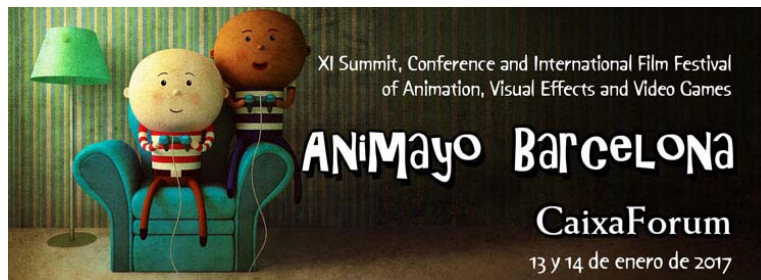 XI Summit, Conference and International Film Festival
of Animation, Visual Effects and Video Games
ANiMayo BarceLoNa
CaixaForum
13 y 14 de enero de 2017